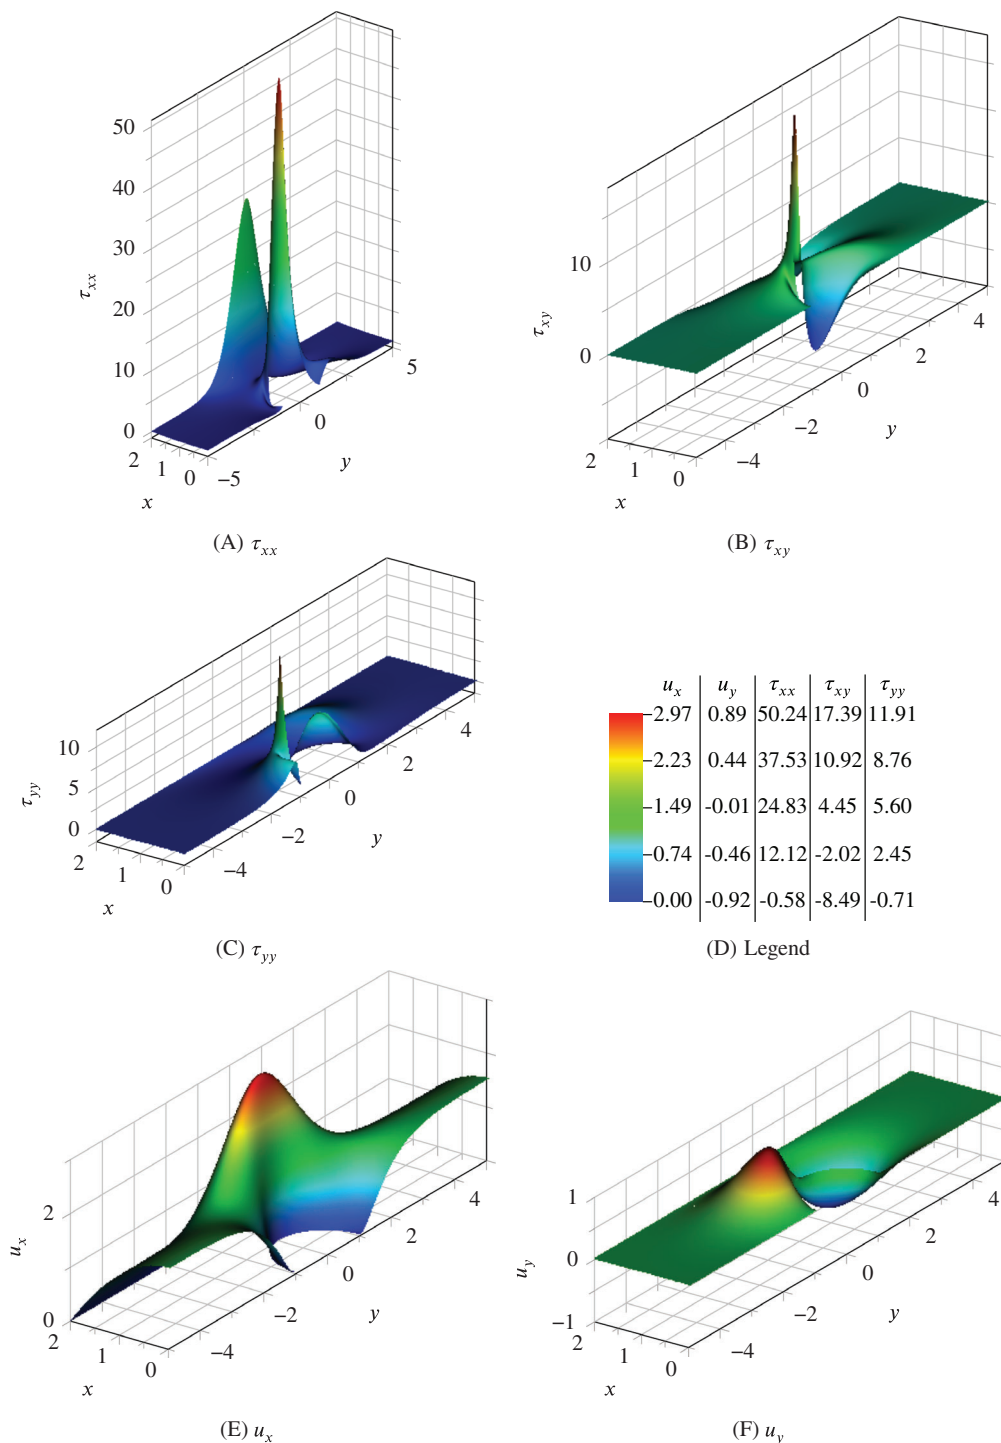 50
40
30
20
10
0
τxx
2
1
0
x
−5
0
5
y
(A) τxx
10
0
τxy
2
1
0
x
−4
−2
0
2
4
y
(B) τxy
10
5
0
τyy
2
1
0
x
−4
−2
0
2
4
y
(C) τyy
ux uy τxx τxy τyy
2.97 0.89 50.24 17.39 11.91
2.23 0.44 37.53 10.92 8.76
1.49 -0.01 24.83 4.45 5.60
0.74 -0.46 12.12 -2.02 2.45
0.00 -0.92 -0.58 -8.49 -0.71
(D) Legend
2
0
ux
2
1
0
x
−4
−2
0
2
4
y
(E) ux
1
0
−1
uy
2
1
0
x
−4
−2
0
2
4
y
(F) uy